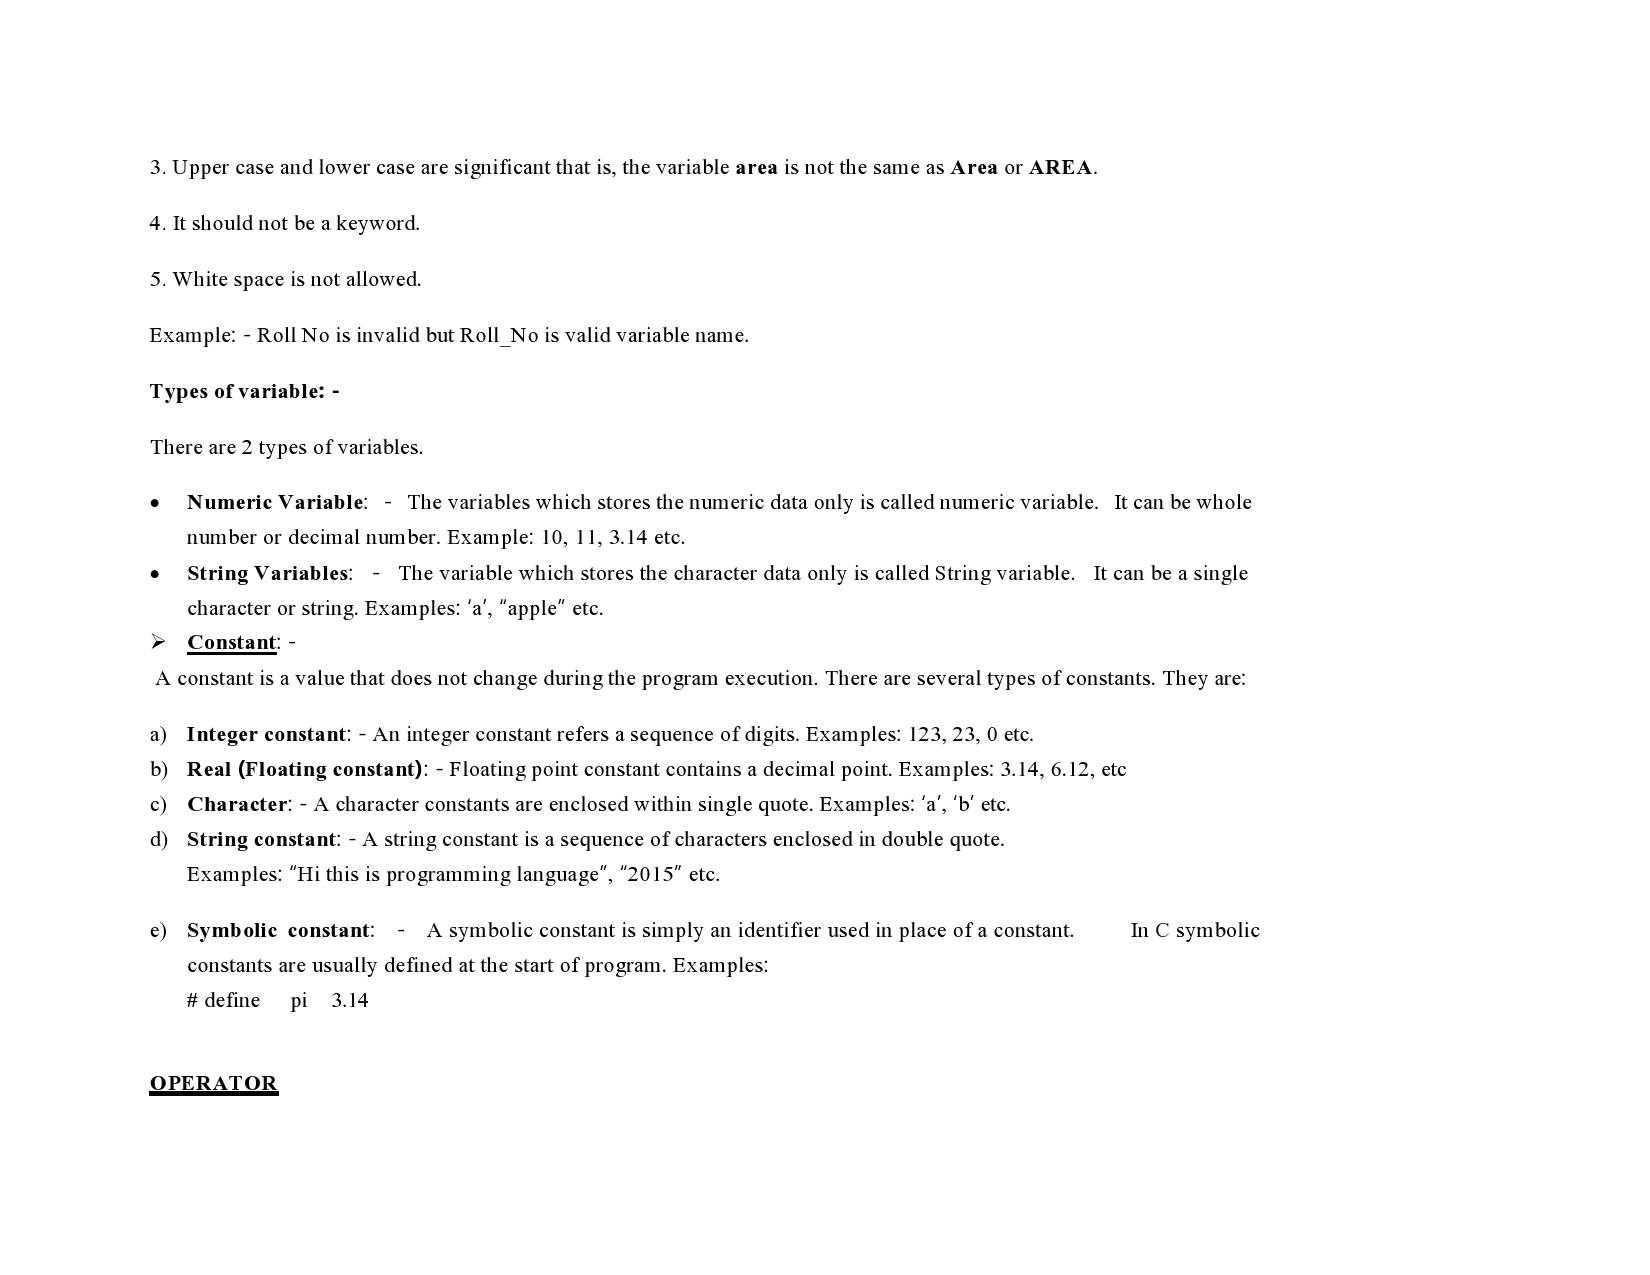 3. Upper case and lower case are significant that is, the variable area is not the same as Area or AREA.
4. It should not be a keyword.
5. White space is not allowed.
Example: - Roll No is invalid but Roll_No is valid variable name.
Types of variable: -
There are 2 types of variables.
• Numeric Variable: - The variables which stores the numeric data only is called numeric variable. It can be whole
number or decimal number. Example: 10, 11, 3.14 etc.
• String Variables: - The variable which stores the character data only is called String variable. It can be a single
character or string. Examples: ‘a’, “apple” etc.
➢ Constant: -
A constant is a value that does not change during the program execution. There are several types of constants. They are:
a) Integer constant: - An integer constant refers a sequence of digits. Examples: 123, 23, 0 etc.
b) Real (Floating constant): - Floating point constant contains a decimal point. Examples: 3.14, 6.12, etc
c) Character: - A character constants are enclosed within single quote. Examples: ‘a’, ‘b’ etc.
d) String constant: - A string constant is a sequence of characters enclosed in double quote.
Examples: “Hi this is programming language”, “2015” etc.
e) Symbolic constant: - A symbolic constant is simply an identifier used in place of a constant. In C symbolic
constants are usually defined at the start of program. Examples:
# define pi 3.14
OPERATOR